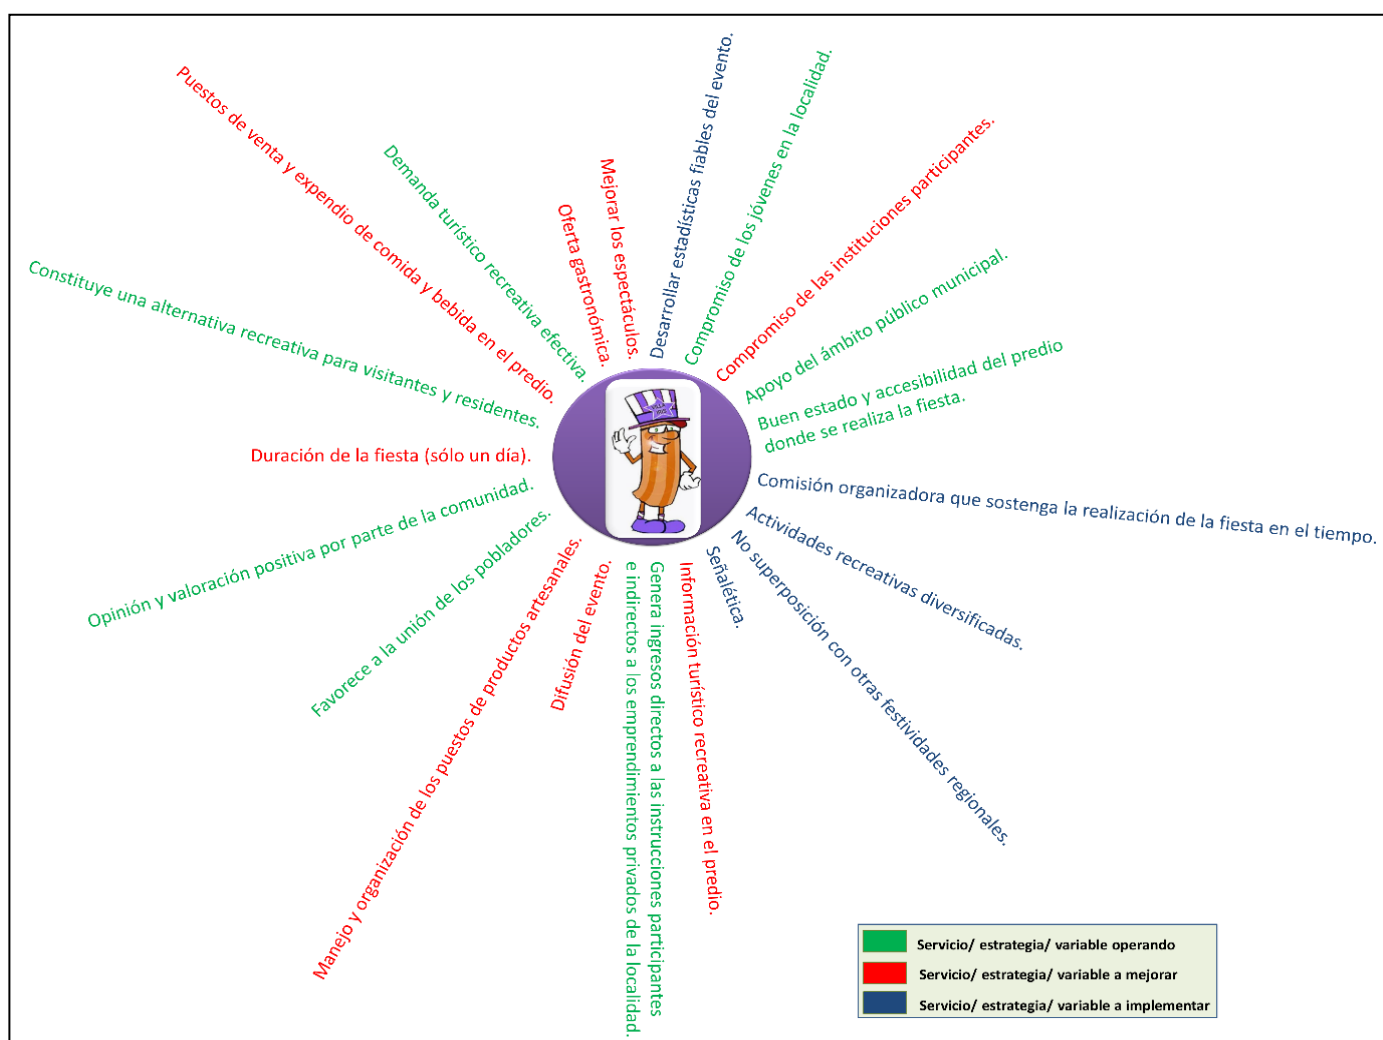 Puestos de venta y expendio de comida y bebida en el predio.
Demanda turístico recreativa efectiva.
Oferta gastronómica.
Mejorar los espectáculos.
Desarrollar estadísticas fiables del evento.
Compromiso de los jóvenes en la localidad.
Compromiso de las instituciones participantes.
Apoyo del ámbito público municipal.
Buen estado y accesibilidad del predio
donde se realiza la fiesta.
Comisión organizadora que sostenga la realización de la fiesta en el tiempo.
Actividades recreativas diversificadas.
No superposición con otras festividades regionales.
Señalética.
Información turístico recreativa en el predio.
Genera ingresos directos a las instrucciones participantes
e indirectos a los emprendimientos privados de la localidad.
Difusión del evento.
Manejo y organización de los puestos de productos artesanales.
Favorece a la unión de los pobladores.
Opinión y valoración positiva por parte de la comunidad.
Duración de la fiesta (sólo un día).
Constituye una alternativa recreativa para visitantes y residentes.
Servicio/ estrategia/ variable operando
Servicio/ estrategia/ variable a mejorar
Servicio/ estrategia/ variable a implementar